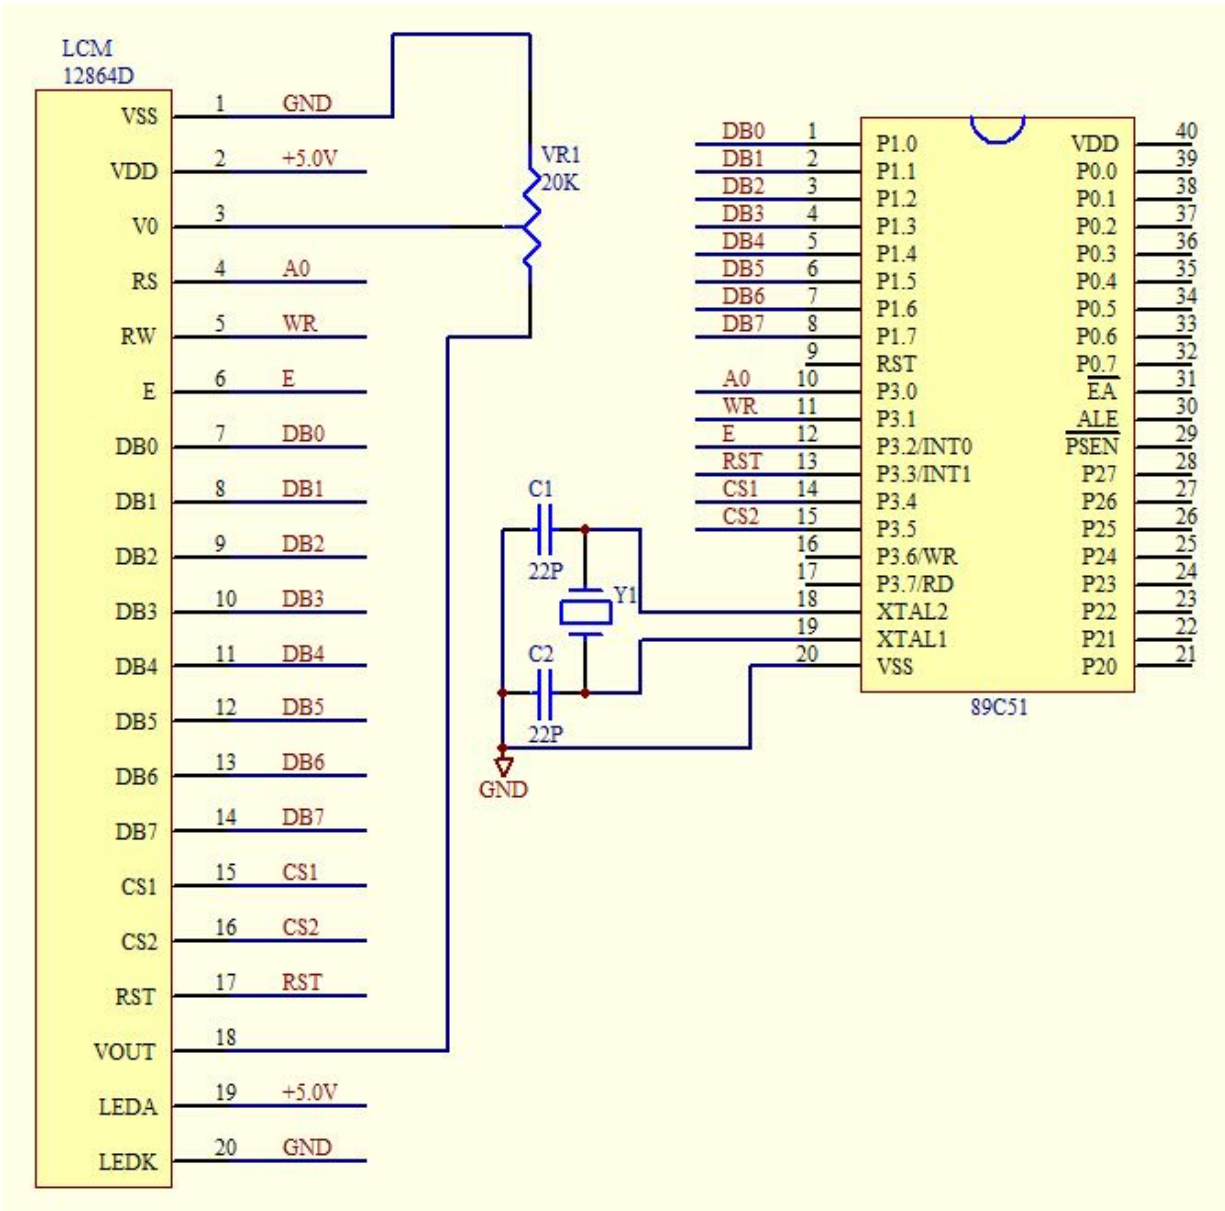 LCM
12864D
VSS 1 GND
VDD 2 +5.0V
V0 3
RS 4 A0
RW 5 WR
E 6 E
DB0 7 DB0
DB1 8 DB1
DB2 9 DB2
DB3 10 DB3
DB4 11 DB4
DB5 12 DB5
DB6 13 DB6
DB7 14 DB7
CS1 15 CS1
CS2 16 CS2
RST 17 RST
VOUT 18
LEDA 19 +5.0V
LEDK 20 GND
VR1
20K
C1
22P
Y1
C2
22P
GND
DB0 1 P1.0 VDD 40
DB1 2 P1.1 P0.0 39
DB2 3 P1.2 P0.1 38
DB3 4 P1.3 P0.2 37
DB4 5 P1.4 P0.3 36
DB5 6 P1.5 P0.4 35
DB6 7 P1.6 P0.5 34
DB7 8 P1.7 P0.6 33
9 RST P0.7 32
A0 10 P3.0 EA 31
WR 11 P3.1 ALE 30
E 12 P3.2/INT0 PSEN 29
RST 13 P3.3/INT1 P27 28
CS1 14 P3.4 P26 27
CS2 15 P3.5 P25 26
16 P3.6/WR P24 25
17 P3.7/RD P23 24
18 XTAL2 P22 23
19 XTAL1 P21 22
20 VSS P20 21
89C51